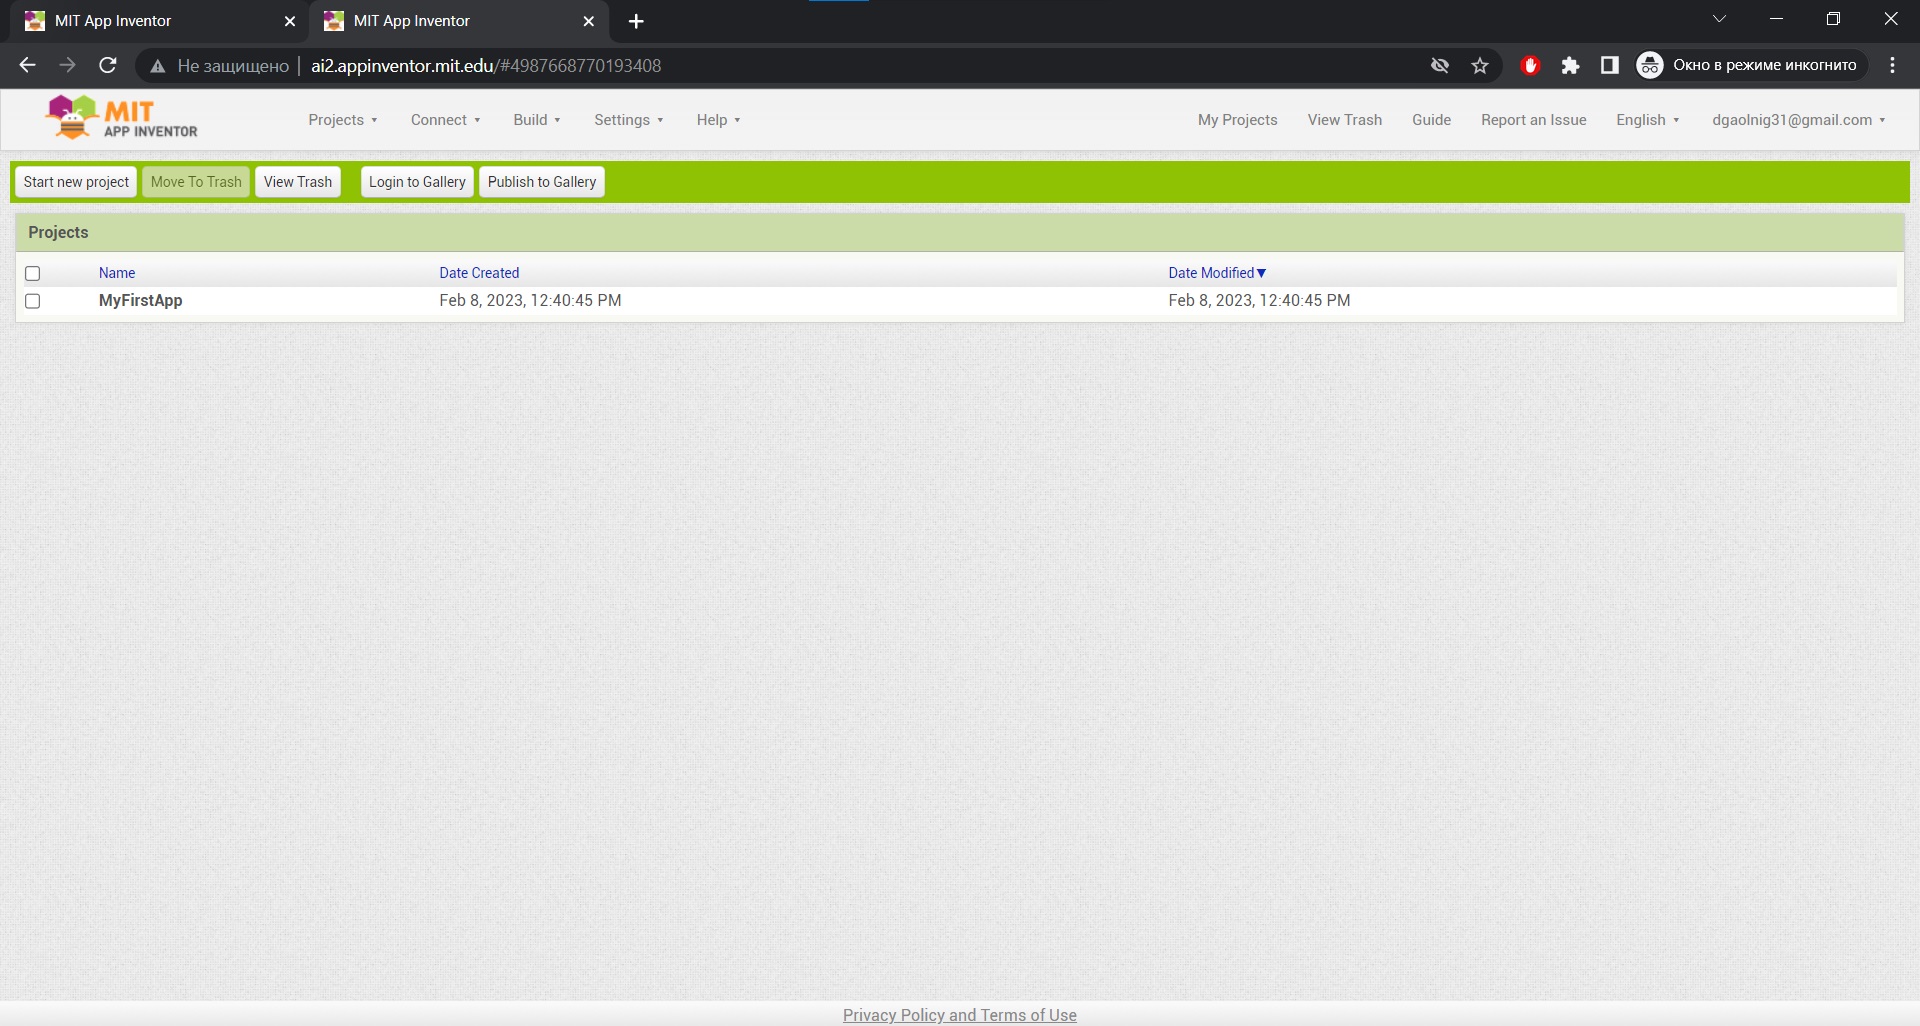 MIT App Inventor
MIT App Inventor
Не защищено ai2.appinventor.mit.edu/#4987668770193408 Окно в режиме инкогнито
MIT
APP INVENTOR
Projects Connect Build Settings Help My Projects View Trash Guide Report an Issue English dgaolnig31@gmail.com
Start new project Move To Trash View Trash Login to Gallery Publish to Gallery
Projects
Name Date Created Date Modified▼
MyFirstApp Feb 8, 2023, 12:40:45 PM Feb 8, 2023, 12:40:45 PM
Privacy Policy and Terms of Use